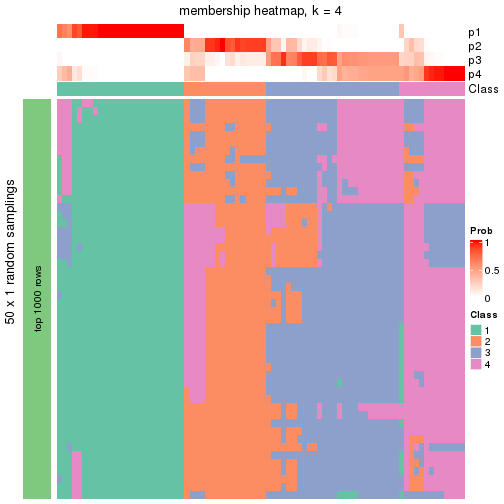 membership heatmap, k = 4
p1
p2
p3
p4
Class
50 x 1 random samplings
top 1000 rows
Prob
1
0.5
0
Class
1
2
3
4